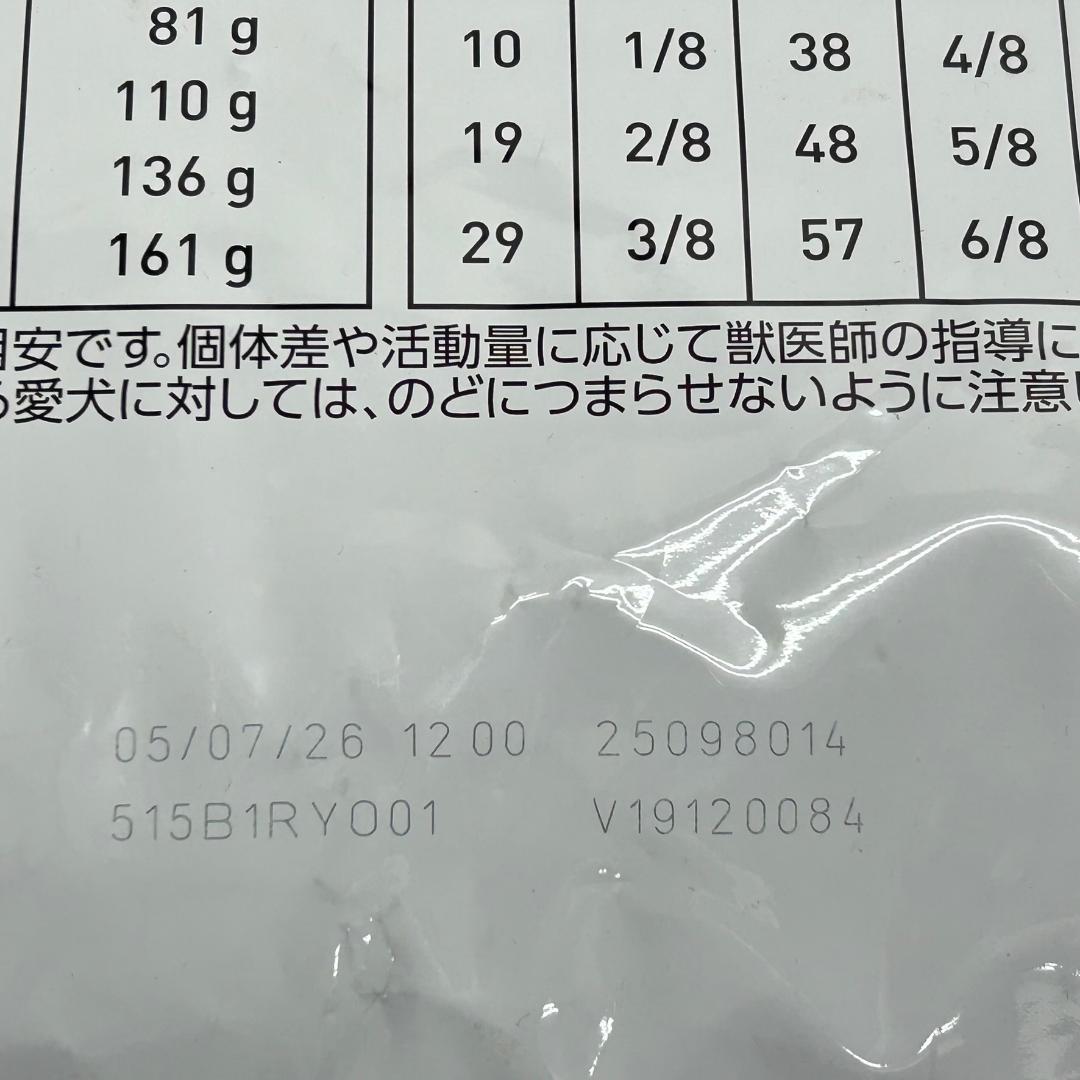 81 g
110 g
136 g
161 g
10 1/8 38 4/8
19 2/8 48 5/8
29 3/8 57 6/8
安です。個体差や活動量に応じて獣医師の指導に
愛犬に対しては、のどにつまらせないように注意
05/07/26 12 00 25098014
515B1RYO01 V19120084